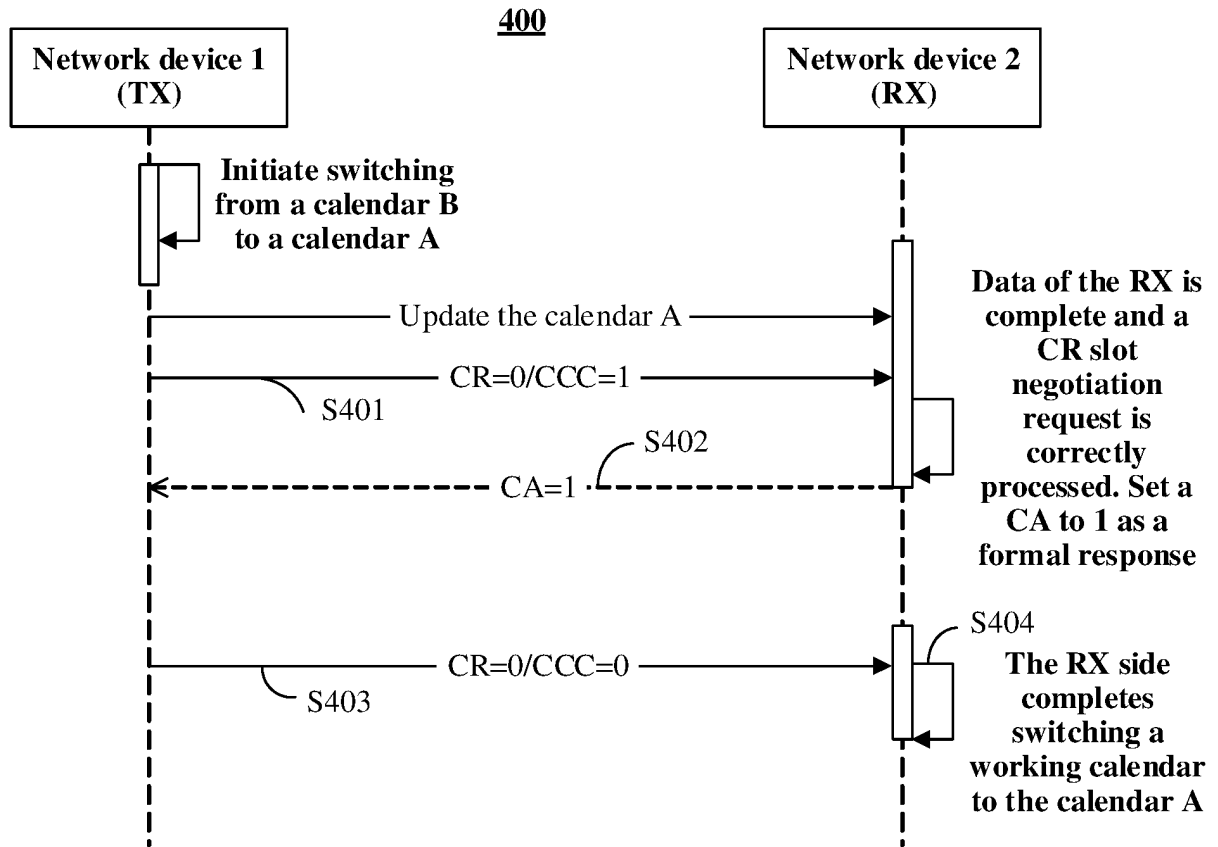 400
Network device 1
(TX)
Network device 2
(RX)
Initiate switching
from a calendar B
to a calendar A
Update the calendar A
CR=0/CCC=1
S401
Data of the RX is
complete and a
CR slot
negotiation
request is
correctly
processed. Set a
CA to 1 as a
formal response
S402
CA=1
CR=0/CCC=0
S403
S404
The RX side
completes
switching a
working calendar
to the calendar A